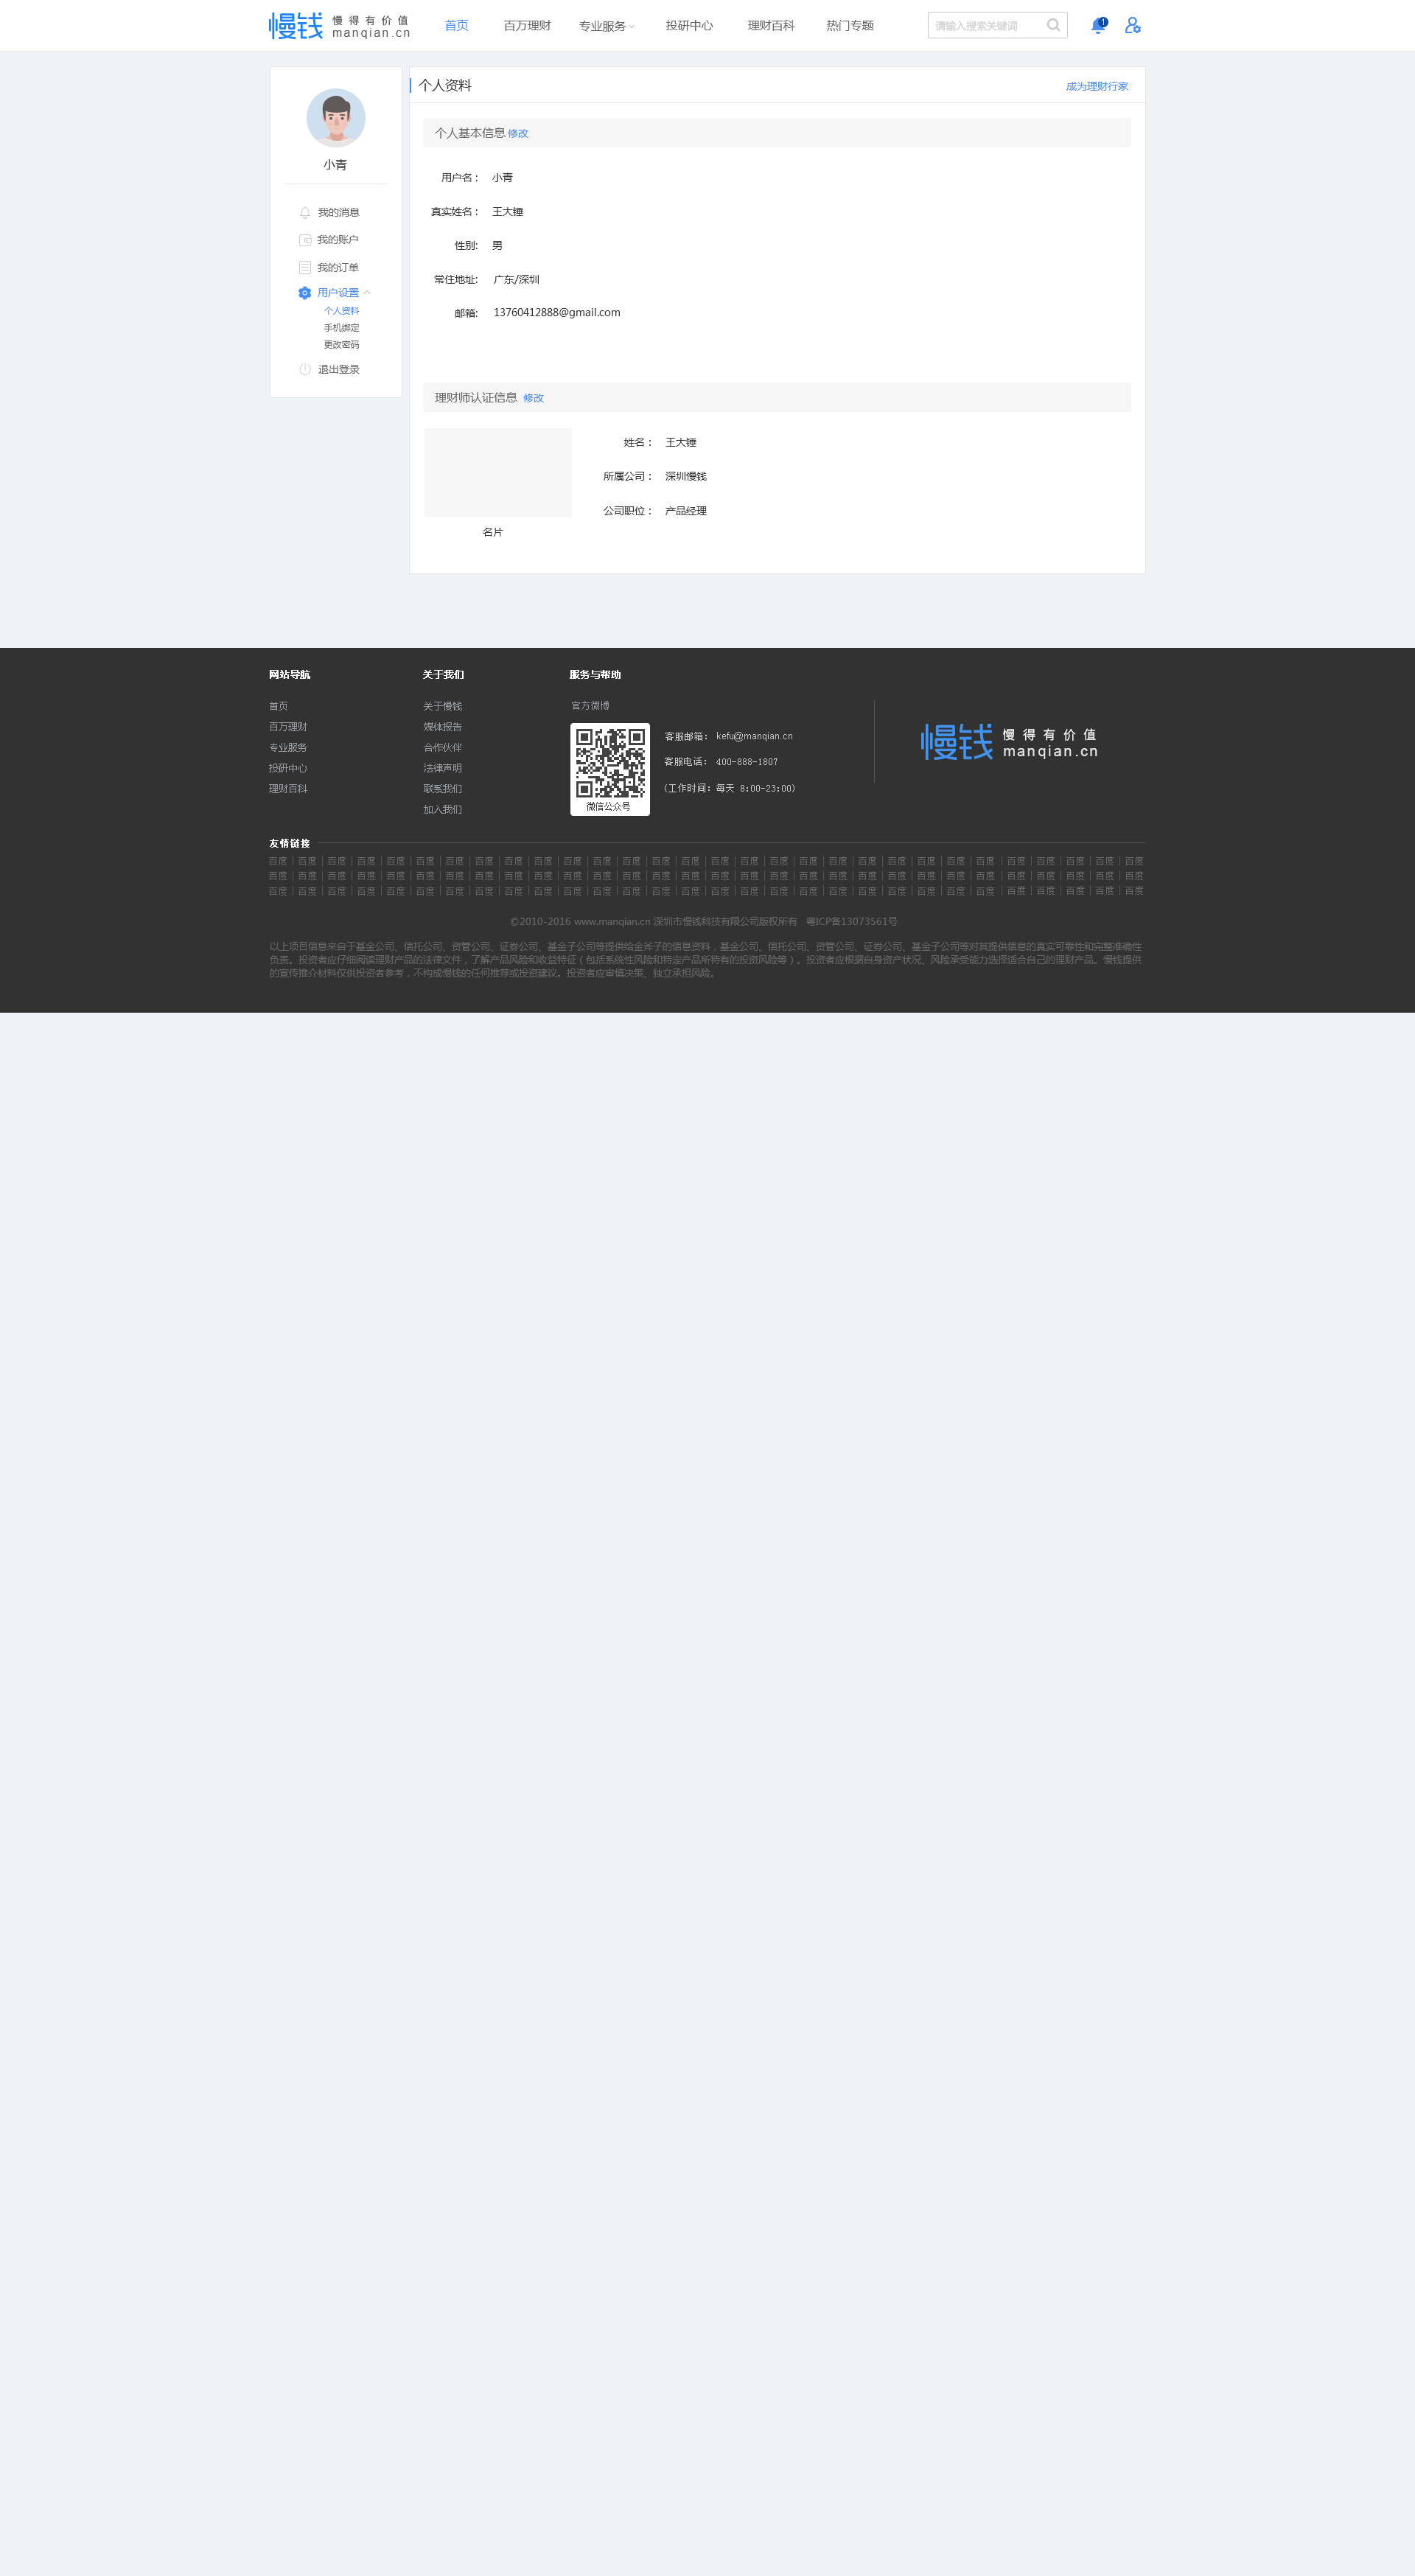 慢钱 慢得有价值 manqian.cn 首页 百万理财 专业服务 投研中心 理财百科 热门专题 请输入搜索关键词 1
个人资料 成为理财行家
小青
我的消息
我的账户
我的订单
用户设置
个人资料
手机绑定
更改密码
退出登录
个人基本信息 修改
用户名： 小青
真实姓名： 王大锤
性别: 男
常住地址: 广东/深圳
邮箱: 13760412888@gmail.com
理财师认证信息 修改
名片
姓名： 王大锤
所属公司： 深圳慢钱
公司职位： 产品经理
网站导航
首页
百万理财
专业服务
投研中心
理财百科
关于我们
关于慢钱
媒体报告
合作伙伴
法律声明
联系我们
加入我们
服务与帮助
官方微博
微信公众号
客服邮箱: kefu@manqian.cn
客服电话: 400-888-1807
(工作时间: 每天 8:00-23:00)
慢钱 慢得有价值 manqian.cn
友情链接
百度 | 百度 | 百度 | 百度 | 百度 | 百度 | 百度 | 百度 | 百度 | 百度 | 百度 | 百度 | 百度 | 百度 | 百度 | 百度 | 百度 | 百度 | 百度 | 百度 | 百度 | 百度 | 百度 | 百度 | 百度 | 百度 | 百度 | 百度 | 百度 | 百度
百度 | 百度 | 百度 | 百度 | 百度 | 百度 | 百度 | 百度 | 百度 | 百度 | 百度 | 百度 | 百度 | 百度 | 百度 | 百度 | 百度 | 百度 | 百度 | 百度 | 百度 | 百度 | 百度 | 百度 | 百度 | 百度 | 百度 | 百度 | 百度 | 百度
百度 | 百度 | 百度 | 百度 | 百度 | 百度 | 百度 | 百度 | 百度 | 百度 | 百度 | 百度 | 百度 | 百度 | 百度 | 百度 | 百度 | 百度 | 百度 | 百度 | 百度 | 百度 | 百度 | 百度 | 百度 | 百度 | 百度 | 百度 | 百度 | 百度
©2010-2016 www.manqian.cn 深圳市慢钱科技有限公司版权所有 粤ICP备13073561号
以上项目信息来自于基金公司、信托公司、资管公司、证券公司、基金子公司等提供给金斧子的信息资料，基金公司、信托公司、资管公司、证券公司、基金子公司等对其提供信息的真实可靠性和完整准确性
负责。投资者应仔细阅读理财产品的法律文件，了解产品风险和收益特征（包括系统性风险和特定产品所特有的投资风险等）。投资者应根据自身资产状况、风险承受能力选择适合自己的理财产品。慢钱提供
的宣传推介材料仅供投资者参考，不构成慢钱的任何推荐或投资建议。投资者应审慎决策、独立承担风险。